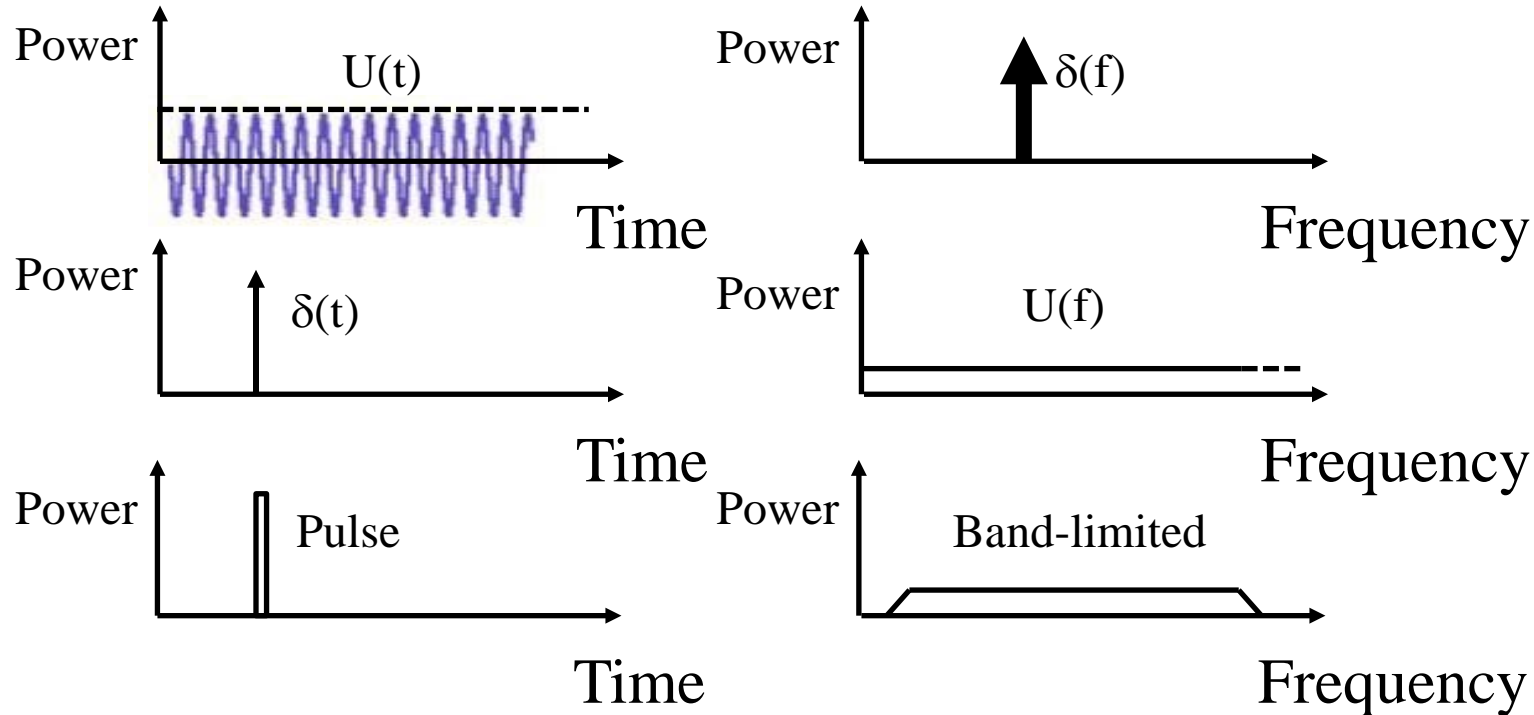 Power
U(t)
Time
Power
δ(f)
Frequency
Power
δ(t)
Time
Power
U(f)
Frequency
Power
Pulse
Time
Power
Band-limited
Frequency